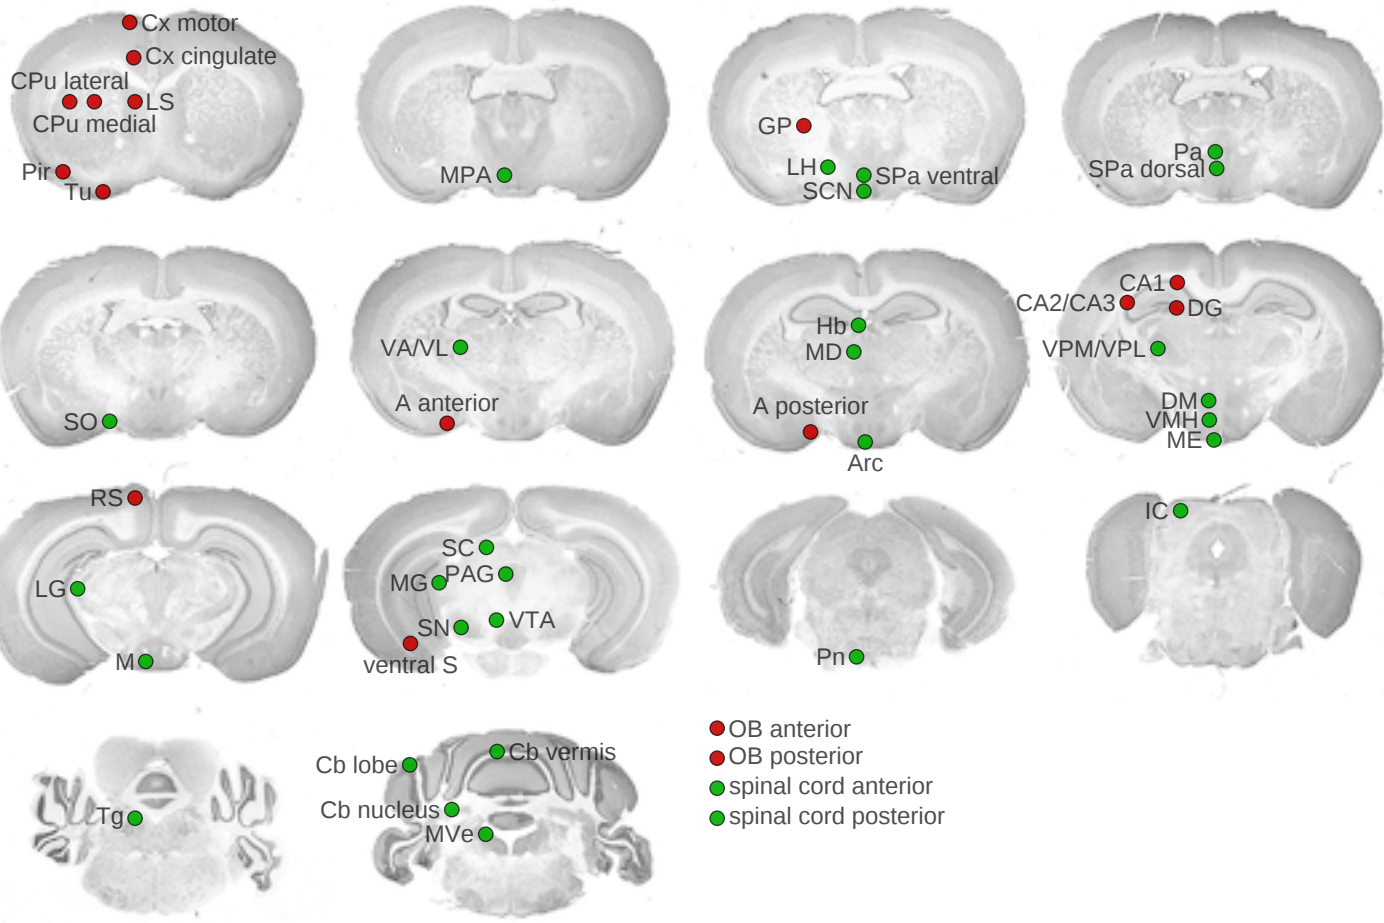 Cx motor
Cx cingulate
CPu lateral
LS
CPu medial
Pir
Tu
MPA
GP
LH
SPa ventral
SCN
Pa
SPa dorsal
SO
VA/VL
A anterior
Hb
MD
A posterior
Arc
CA1
CA2/CA3
DG
VPM/VPL
DM
VMH
ME
RS
LG
M
SC
MG
PAG
SN
VTA
ventral S
Pn
IC
Tg
Cb lobe
Cb vermis
Cb nucleus
MVe
OB anterior
OB posterior
spinal cord anterior
spinal cord posterior